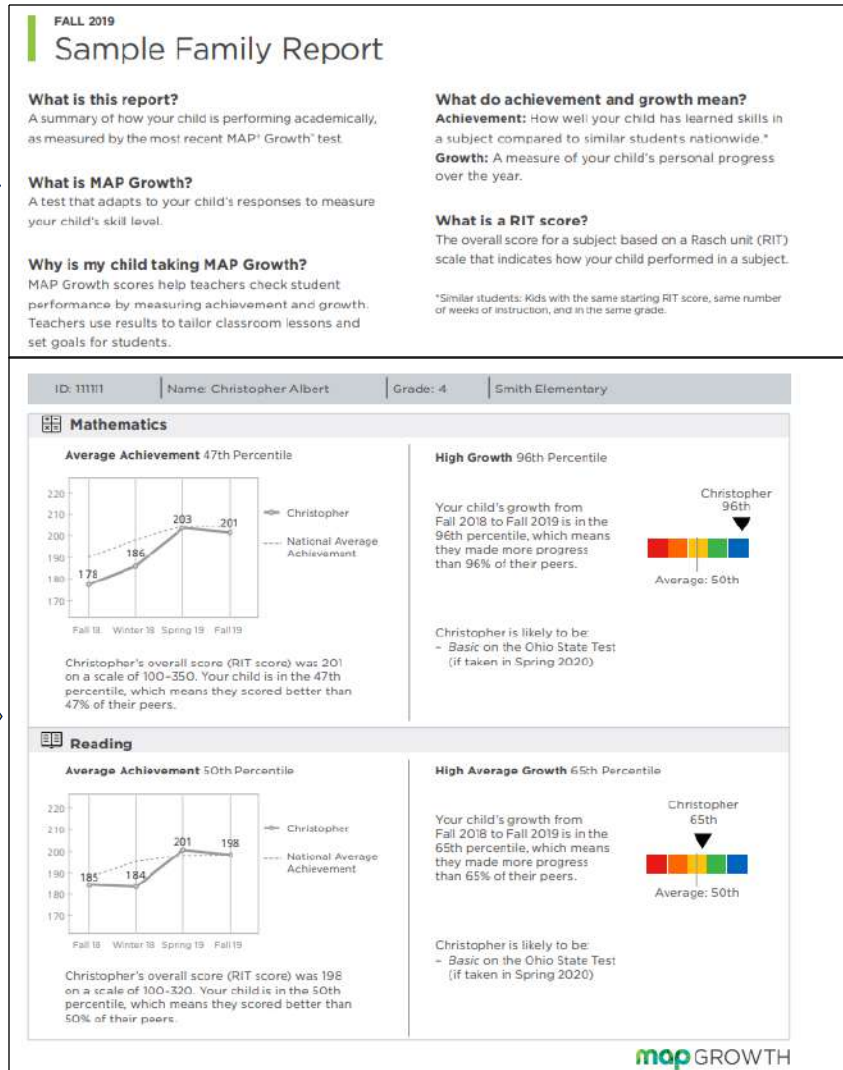 FALL 2019
Sample Family Report
What is this report?
A summary of how your child is performing academically,
as measured by the most recent MAP® Growth™ test.
What is MAP Growth?
A test that adapts to your child's responses to measure
your child's skill level.
Why is my child taking MAP Growth?
MAP Growth scores help teachers check student
performance by measuring achievement and growth.
Teachers use results to tailor classroom lessons and
set goals for students.
What do achievement and growth mean?
Achievement: How well your child has learned skills in
a subject compared to similar students nationwide.*
Growth: A measure of your child's personal progress
over the year.
What is a RIT score?
The overall score for a subject based on a Rasch unit (RIT)
scale that indicates how your child performed in a subject.
*Similar students: Kids with the same starting RIT score, same number
of weeks of instruction, and in the same grade.
ID: 111111 Name: Christopher Albert Grade: 4 Smith Elementary
Mathematics
Average Achievement 47th Percentile
220
210
200
190
180
170
178
186
203
201
Fall 18 Winter 18 Spring 19 Fall 19
Christopher
National Average
Achievement
Christopher's overall score (RIT score) was 201
on a scale of 100-350. Your child is in the 47th
percentile, which means they scored better than
47% of their peers.
High Growth 96th Percentile
Your child's growth from
Fall 2018 to Fall 2019 is in the
96th percentile, which means
they made more progress
than 96% of their peers.
Christopher
96th
Average: 50th
Christopher is likely to be:
- Basic on the Ohio State Test
(if taken in Spring 2020)
Reading
Average Achievement 50th Percentile
220
210
200
190
180
170
185
184
201
198
Fall 18 Winter 18 Spring 19 Fall 19
Christopher
National Average
Achievement
Christopher's overall score (RIT score) was 198
on a scale of 100-320. Your child is in the 50th
percentile, which means they scored better than
50% of their peers.
High Average Growth 65th Percentile
Your child's growth from
Fall 2018 to Fall 2019 is in the
65th percentile, which means
they made more progress
than 65% of their peers.
Christopher
65th
Average: 50th
Christopher is likely to be:
- Basic on the Ohio State Test
(if taken in Spring 2020)
map GROWTH